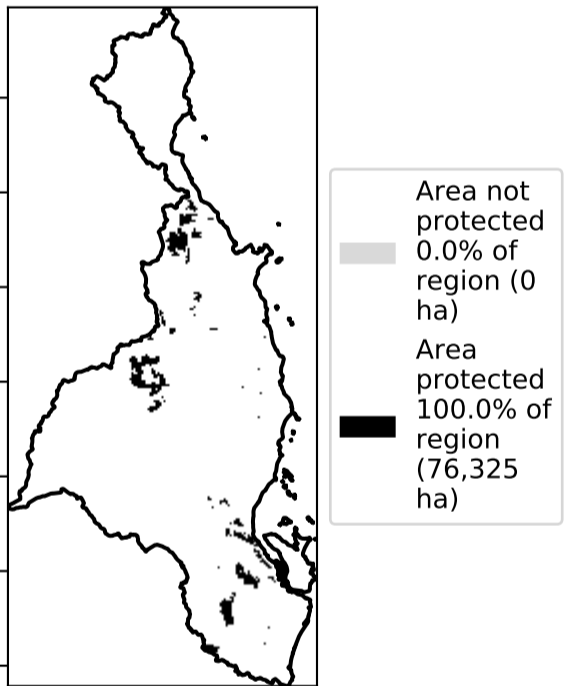 Area not
protected
0.0% of
region (0
ha)
Area
protected
100.0% of
region
(76,325
ha)